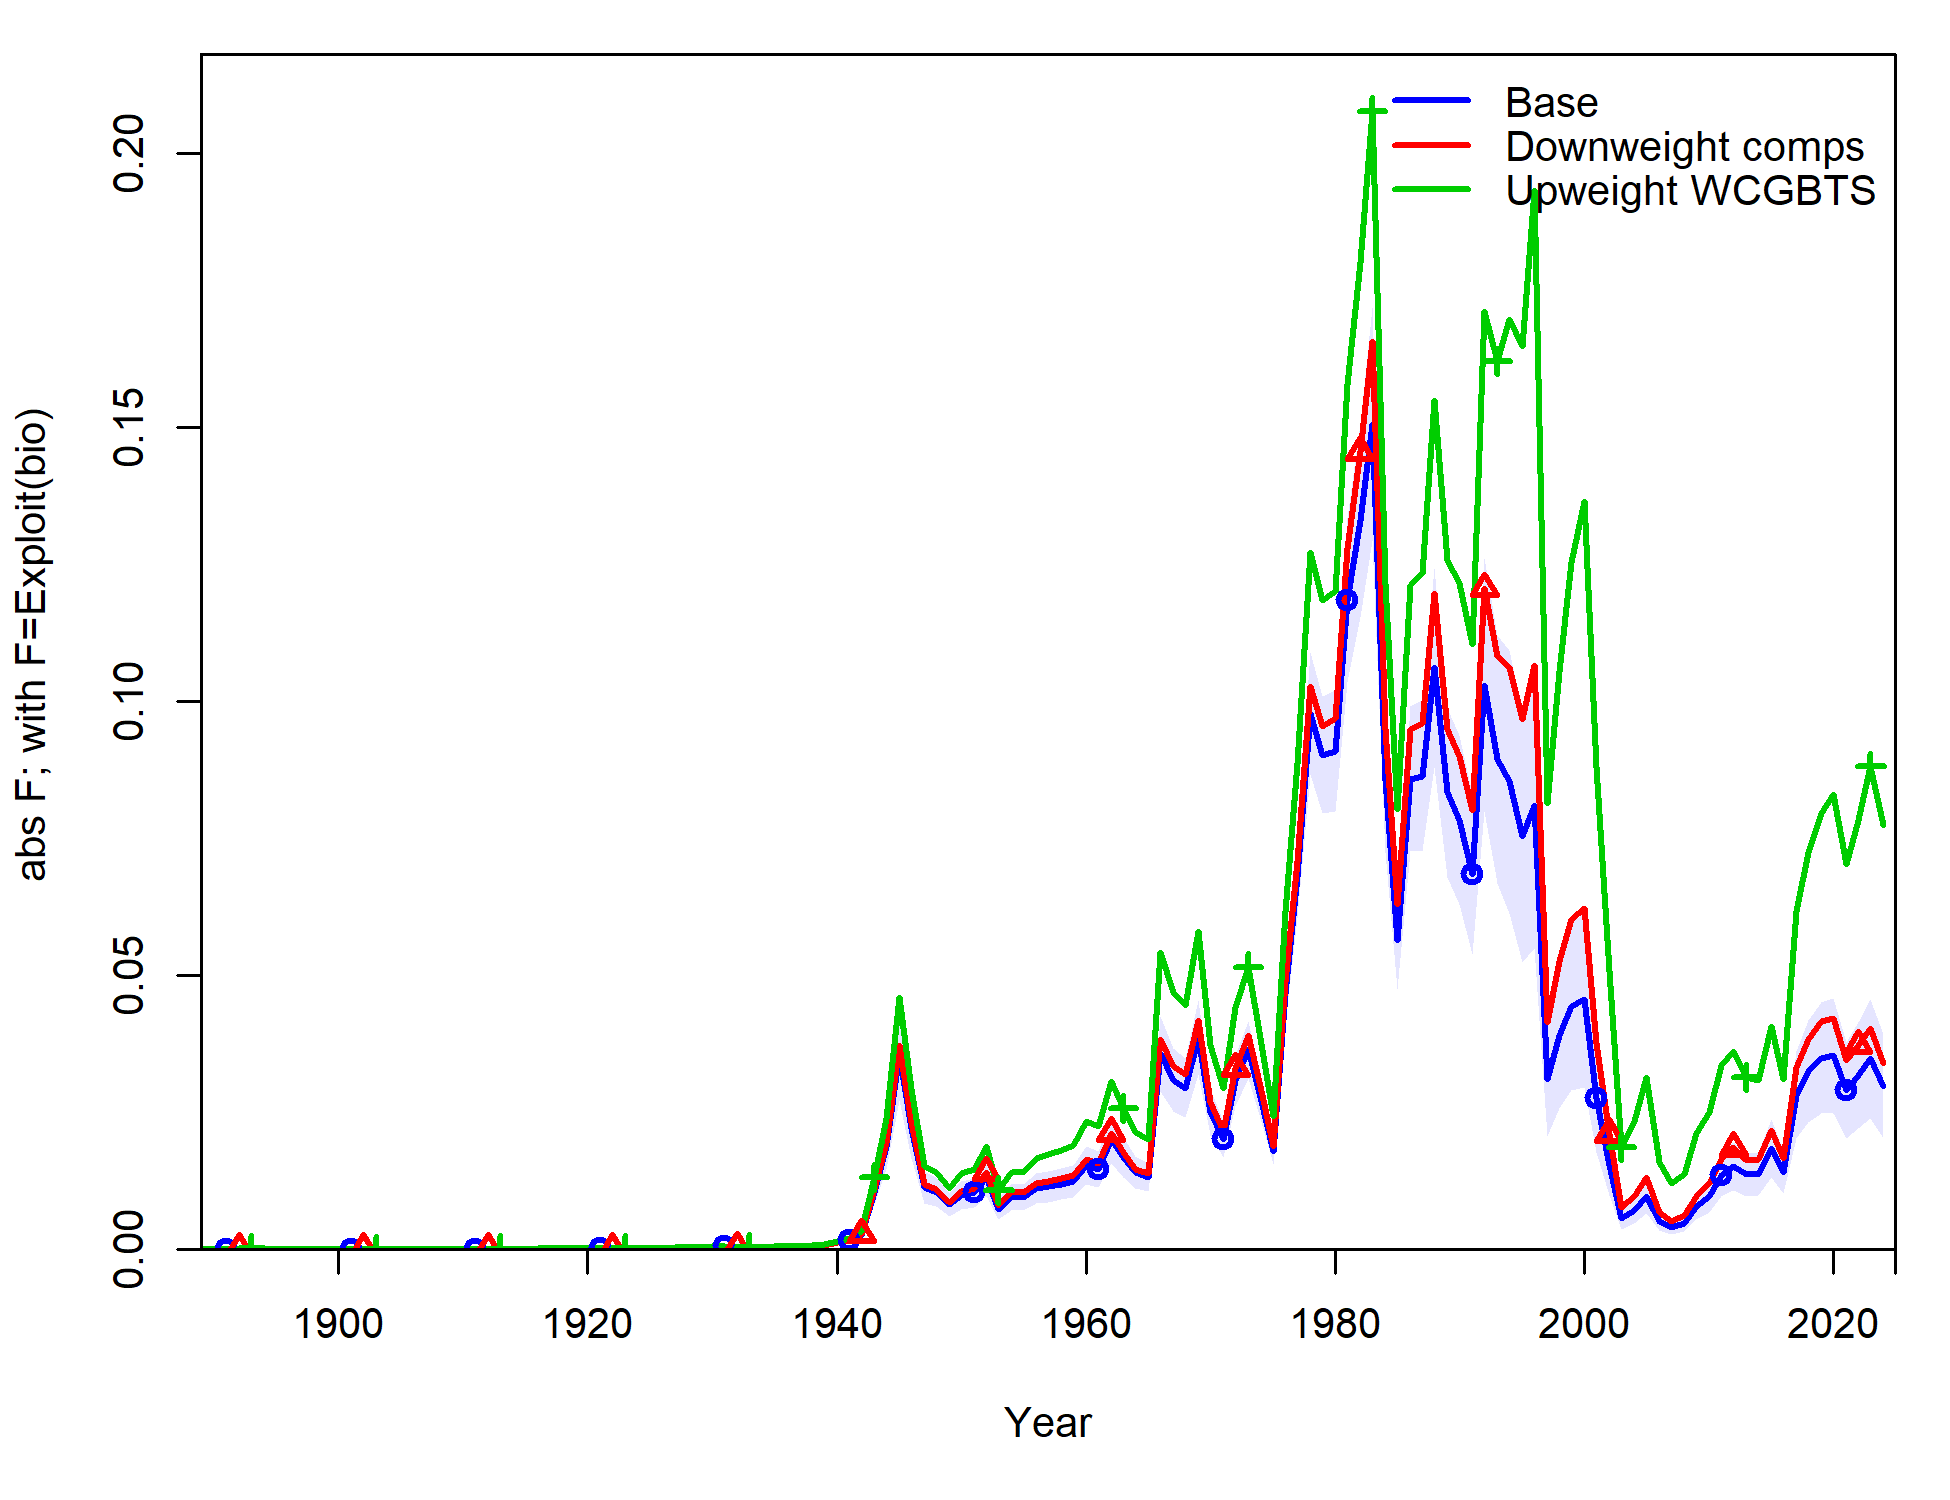 Base
Downweight comps
Upweight WCGBTS
abs F; with F=Exploit(bio)
0.20
0.15
0.10
0.05
0.00
1900 1920 1940 1960 1980 2000 2020
Year